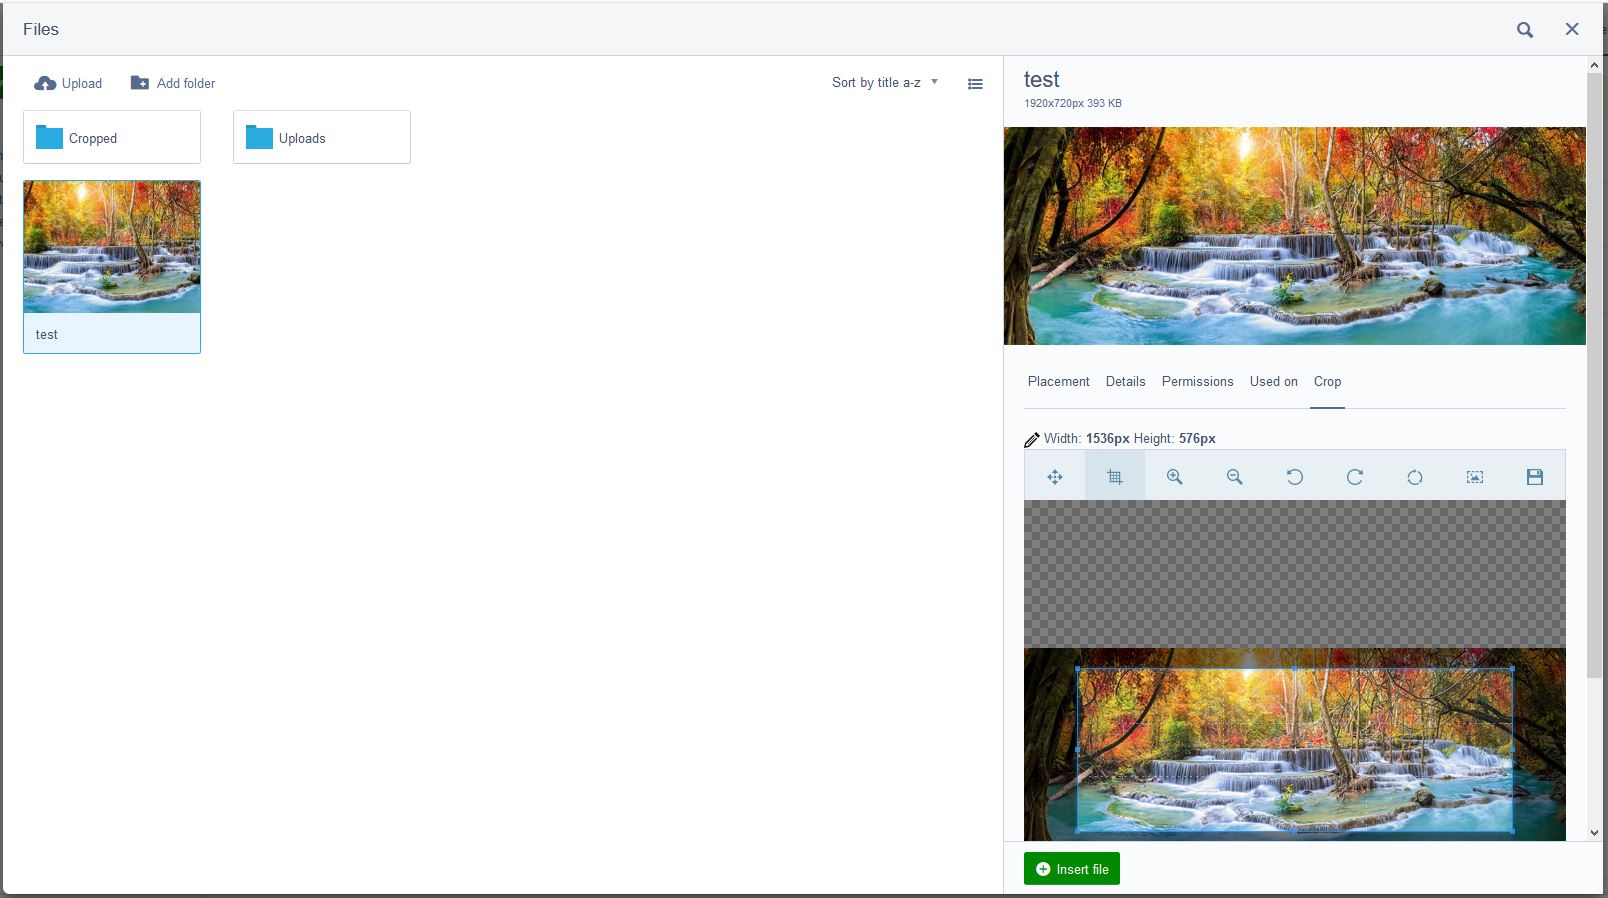 Files
Upload
Add folder
Sort by title a-z
Cropped
Uploads
test
test
1920x720px 393 KB
Placement Details Permissions Used on Crop
Width: 1536px Height: 576px
Insert file